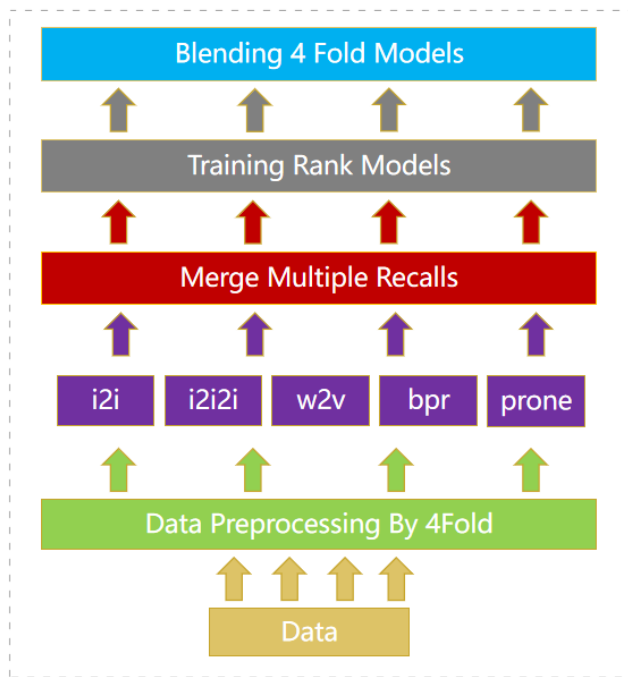 Blending 4 Fold Models
Training Rank Models
Merge Multiple Recalls
i2i i2i2i w2v bpr prone
Data Preprocessing By 4Fold
Data